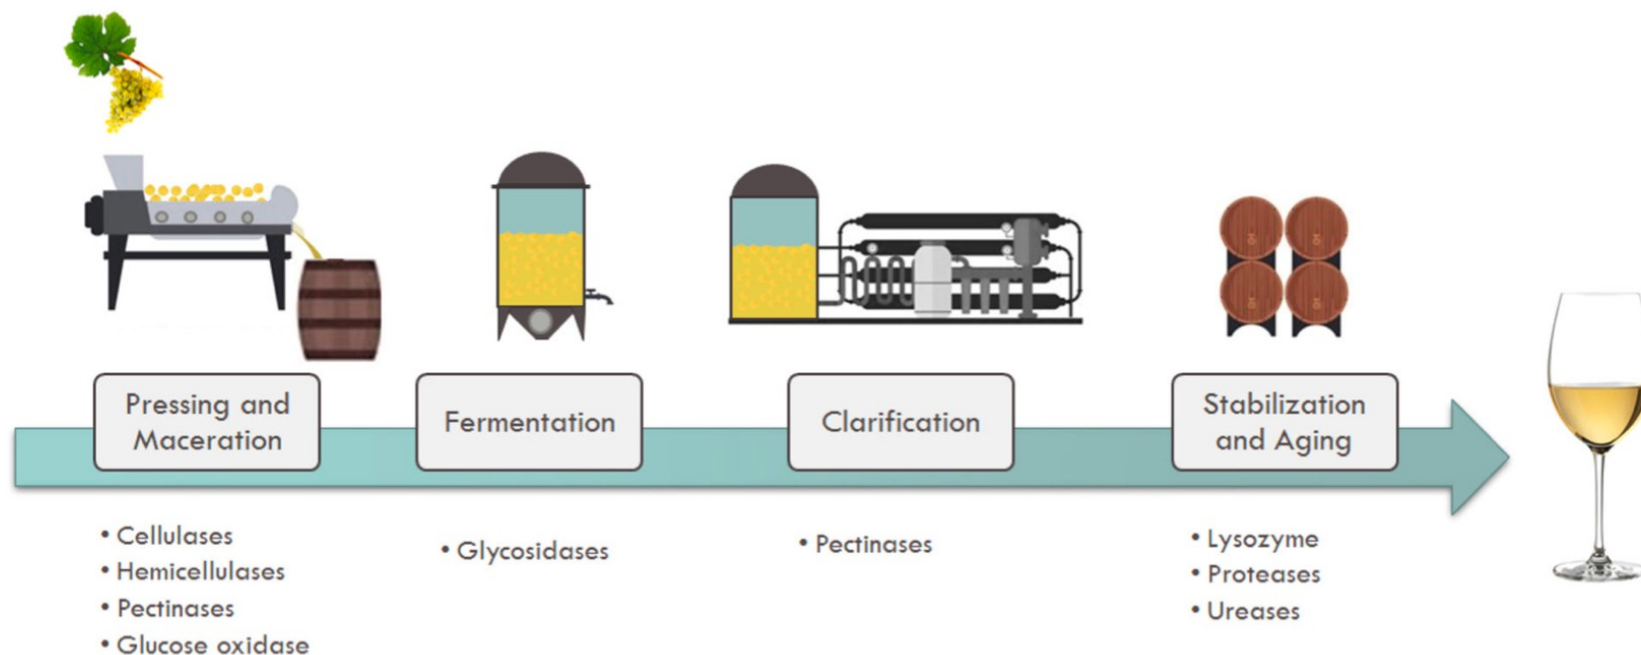 Pressing and
Maceration
Fermentation
Clarification
Stabilization
and Aging
• Cellulases
• Hemicellulases
• Pectinases
• Glucose oxidase
• Glycosidases
• Pectinases
• Lysozyme
• Proteases
• Ureases